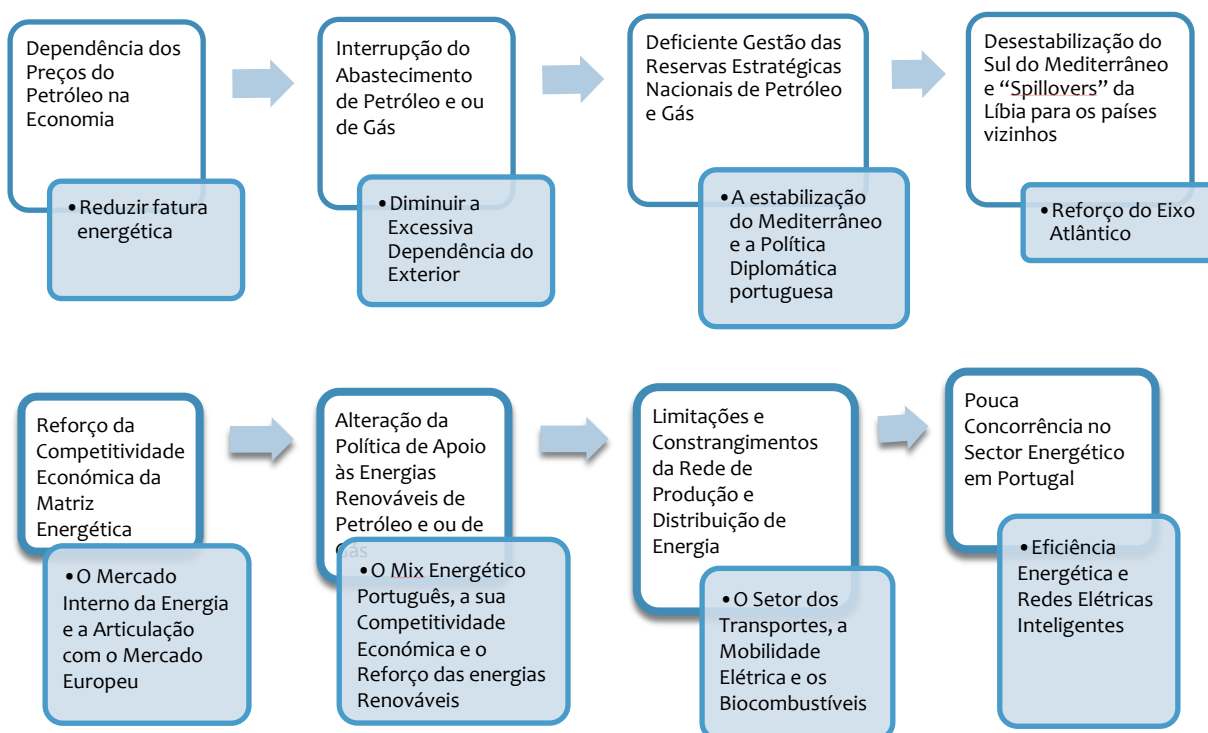 Dependência dos
Preços do
Petróleo na
Economia
•Reduzir fatura
energética
Interrupção do
Abastecimento
de Petróleo e ou
de Gás
•Diminuir a
Excessiva
Dependência do
Exterior
Deficiente Gestão das
Reservas Estratégicas
Nacionais de Petróleo
e Gás
•A estabilização
do Mediterrâneo
e a Política
Diplomática
portuguesa
Desestabilização do
Sul do Mediterrâneo
e “Spillovers” da
Líbia para os países
vizinhos
•Reforço do Eixo
Atlântico
Reforço da
Competitividade
Económica da
Matriz
Energética
•O Mercado
Interno da Energia
e a Articulação
com o Mercado
Europeu
Alteração da
Política de Apoio
às Energias
Renováveis de
Petróleo e ou de
Gás
•O Mix Energético
Português, a sua
Competitividade
Económica e o
Reforço das energias
Renováveis
Limitações e
Constrangimentos
da Rede de
Produção e
Distribuição de
Energia
•O Setor dos
Transportes, a
Mobilidade
Elétrica e os
Biocombustíveis
Pouca
Concorrência no
Sector Energético
em Portugal
•Eficiência
Energética e
Redes Elétricas
Inteligentes